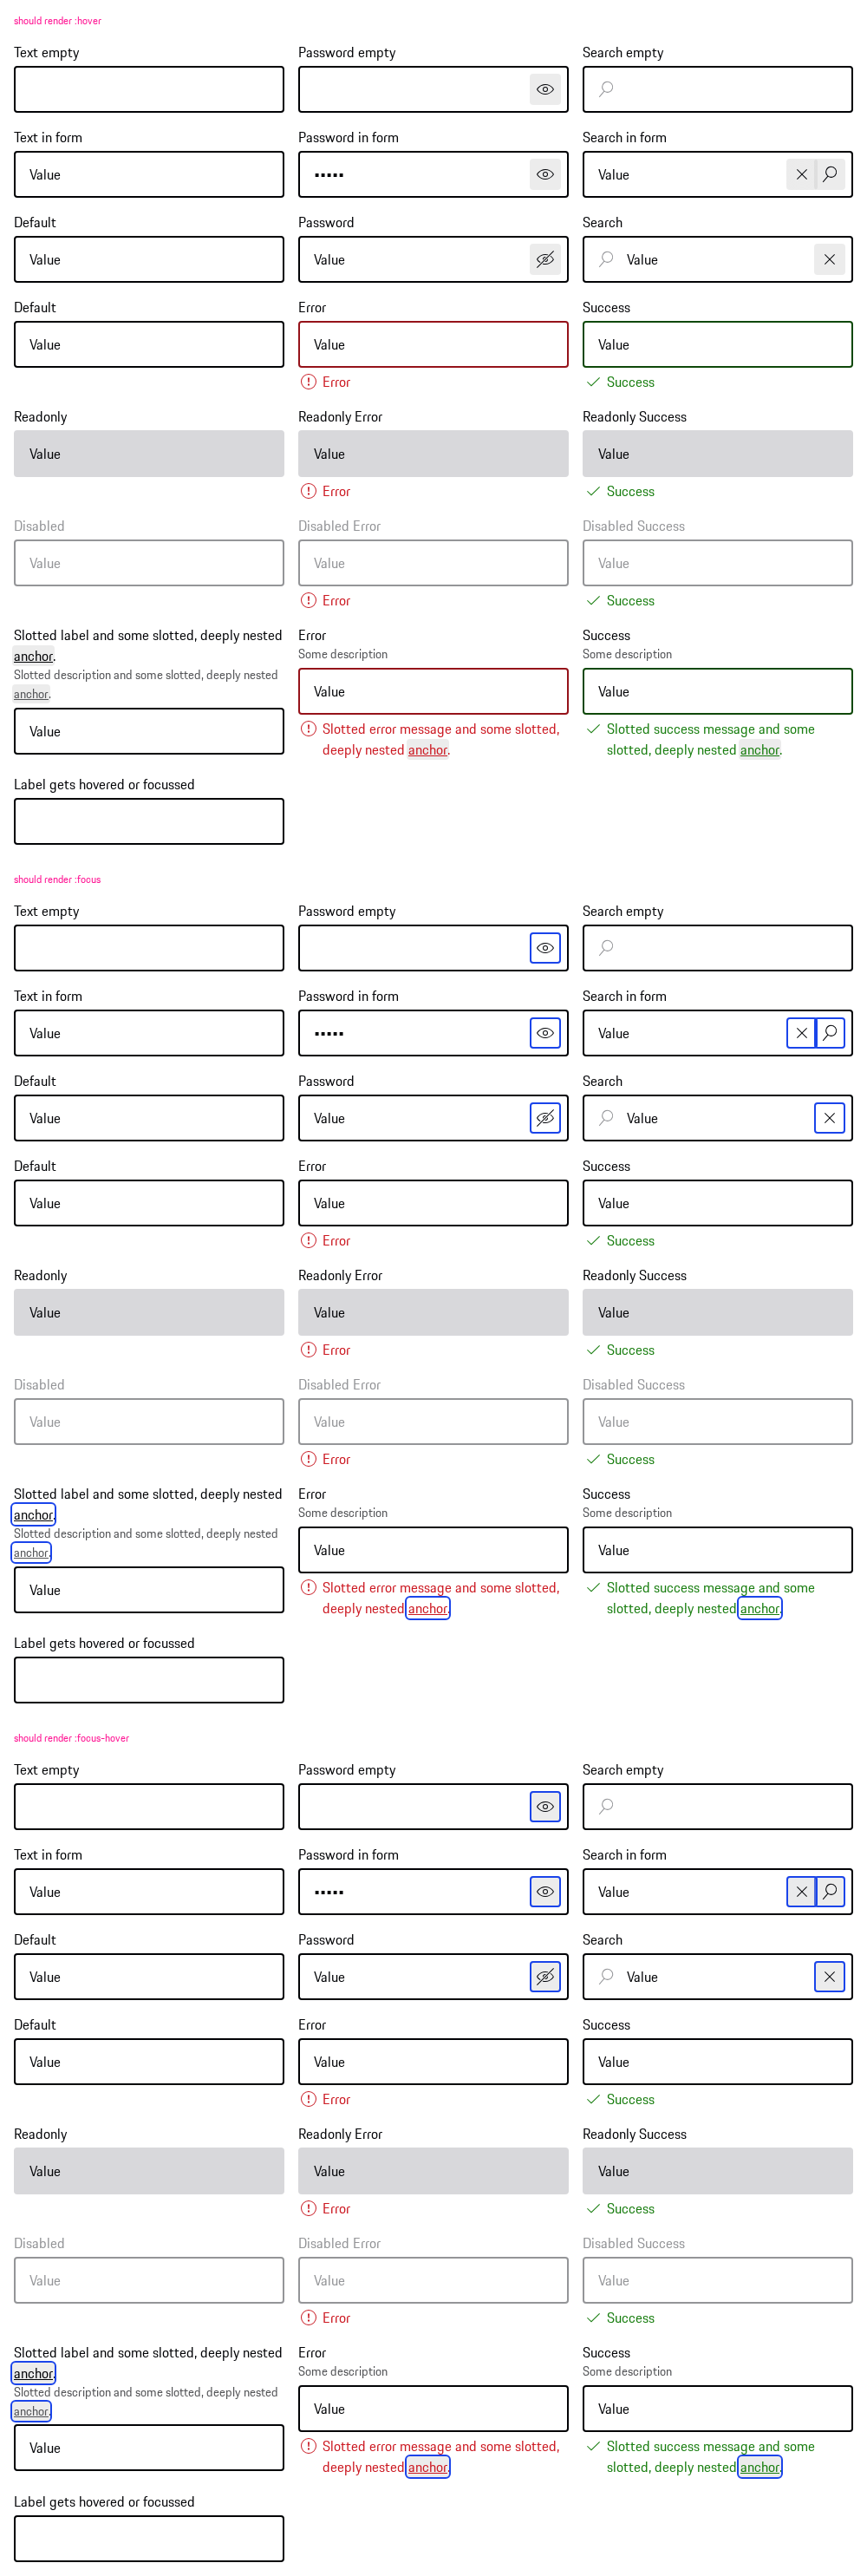 should render :hover
Text empty
Password empty
Search empty
Text in form
Password in form
Search in form
Value
•••••
Value
Default
Password
Search
Value
Value
Value
Default
Error
Success
Value
Value
Value
Error
Success
Readonly
Readonly Error
Readonly Success
Value
Value
Value
Error
Success
Disabled
Disabled Error
Disabled Success
Value
Value
Value
Error
Success
Slotted label and some slotted, deeply nested
anchor.
Slotted description and some slotted, deeply nested
anchor.
Value
Error
Some description
Value
Slotted error message and some slotted,
deeply nested anchor.
Success
Some description
Value
Slotted success message and some
slotted, deeply nested anchor.
Label gets hovered or focussed
should render :focus
Text empty
Password empty
Search empty
Text in form
Password in form
Search in form
Value
•••••
Value
Default
Password
Search
Value
Value
Value
Default
Error
Success
Value
Value
Value
Error
Success
Readonly
Readonly Error
Readonly Success
Value
Value
Value
Error
Success
Disabled
Disabled Error
Disabled Success
Value
Value
Value
Error
Success
Slotted label and some slotted, deeply nested
anchor.
Slotted description and some slotted, deeply nested
anchor.
Value
Error
Some description
Value
Slotted error message and some slotted,
deeply nested anchor.
Success
Some description
Value
Slotted success message and some
slotted, deeply nested anchor.
Label gets hovered or focussed
should render :focus-hover
Text empty
Password empty
Search empty
Text in form
Password in form
Search in form
Value
•••••
Value
Default
Password
Search
Value
Value
Value
Default
Error
Success
Value
Value
Value
Error
Success
Readonly
Readonly Error
Readonly Success
Value
Value
Value
Error
Success
Disabled
Disabled Error
Disabled Success
Value
Value
Value
Error
Success
Slotted label and some slotted, deeply nested
anchor.
Slotted description and some slotted, deeply nested
anchor.
Value
Error
Some description
Value
Slotted error message and some slotted,
deeply nested anchor.
Success
Some description
Value
Slotted success message and some
slotted, deeply nested anchor.
Label gets hovered or focussed